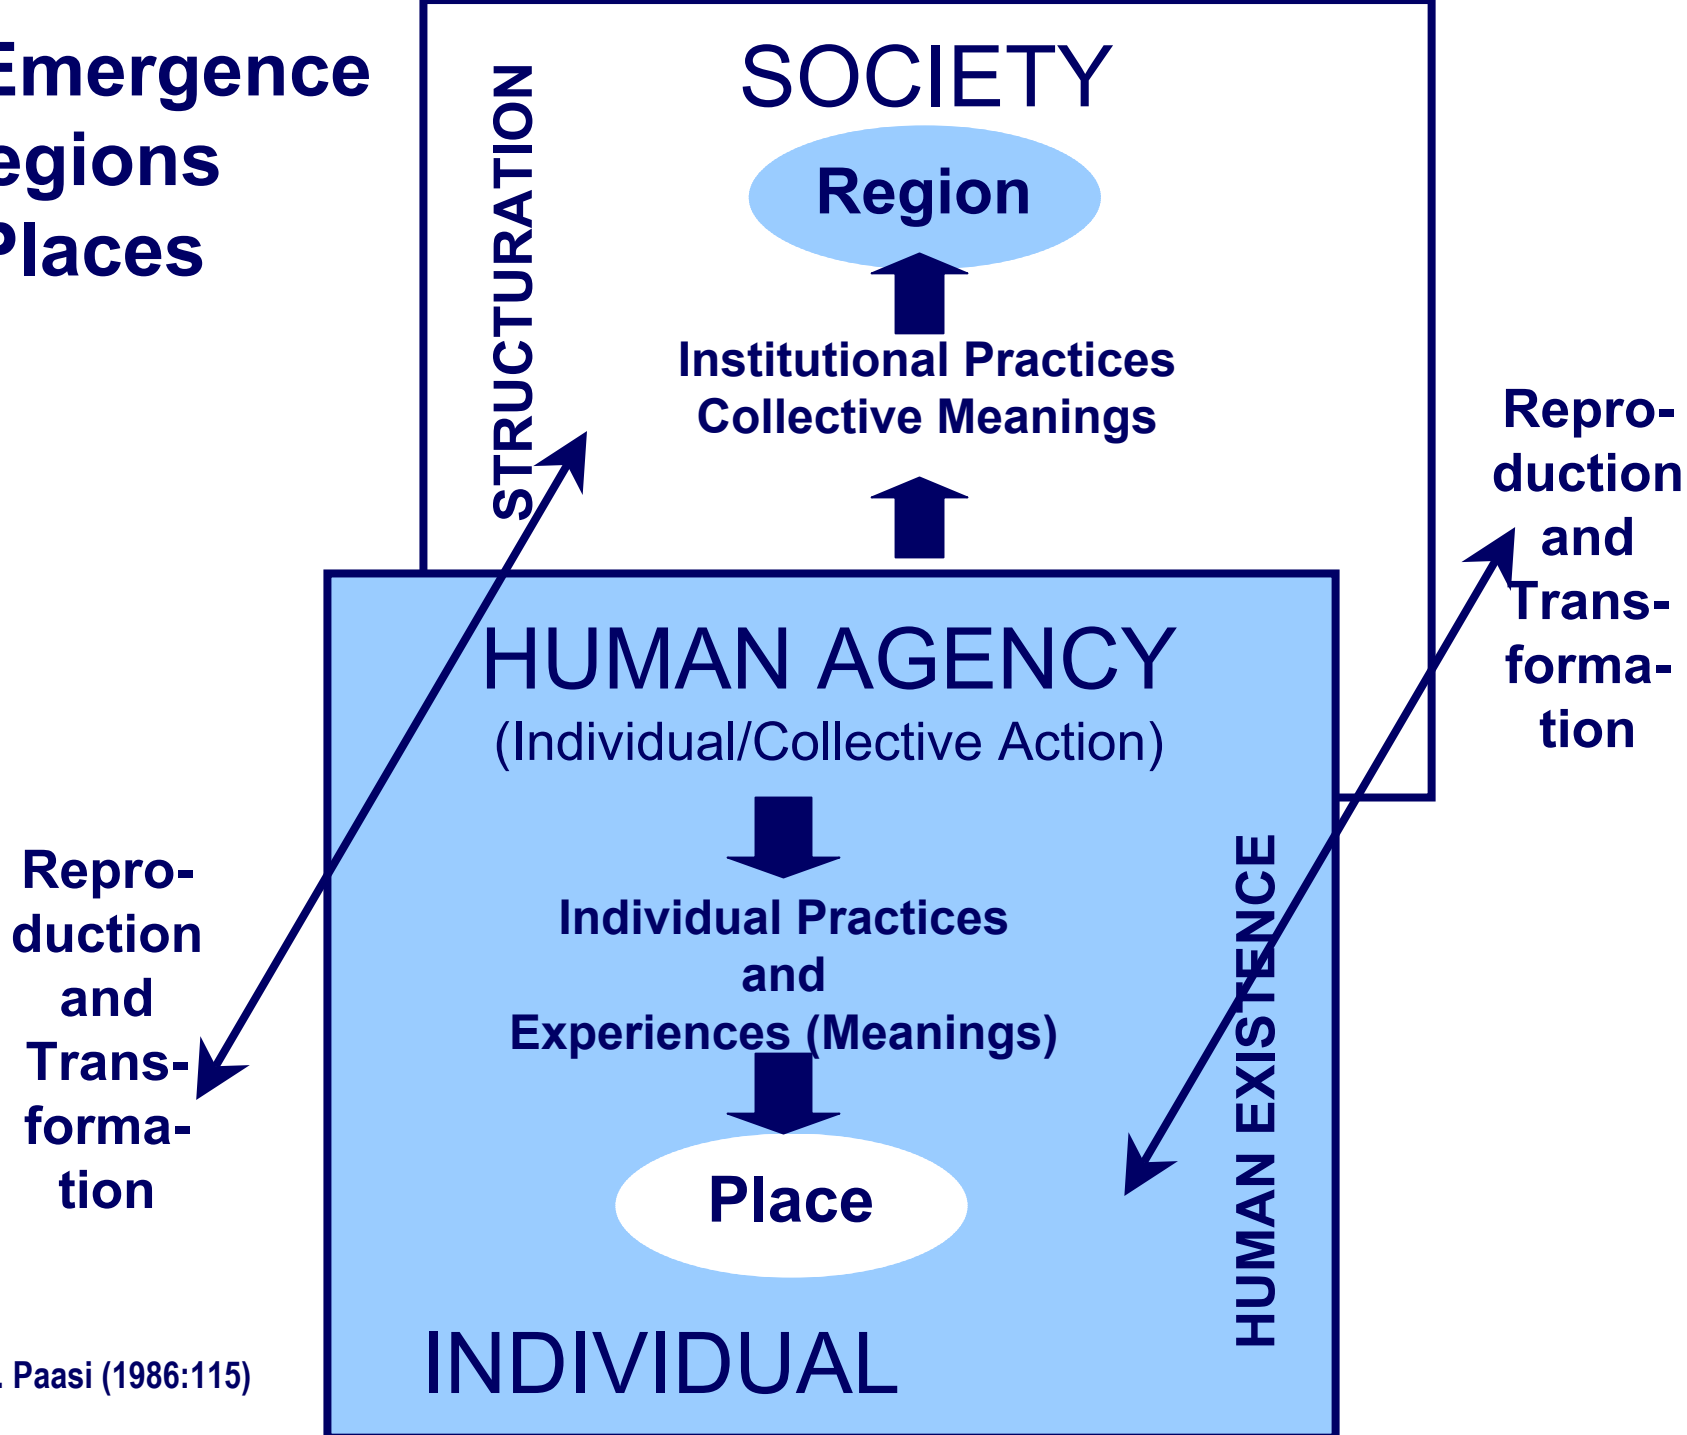 Emergence
egions
Places
SOCIETY
STRUCTURATION
Region
Institutional Practices
Collective Meanings
Repro-
duction
and
Trans-
forma-
tion
HUMAN AGENCY
(Individual/Collective Action)
Individual Practices
and
Experiences (Meanings)
HUMAN EXISTENCE
Repro-
duction
and
Trans-
forma-
tion
Place
INDIVIDUAL
. Paasi (1986:115)